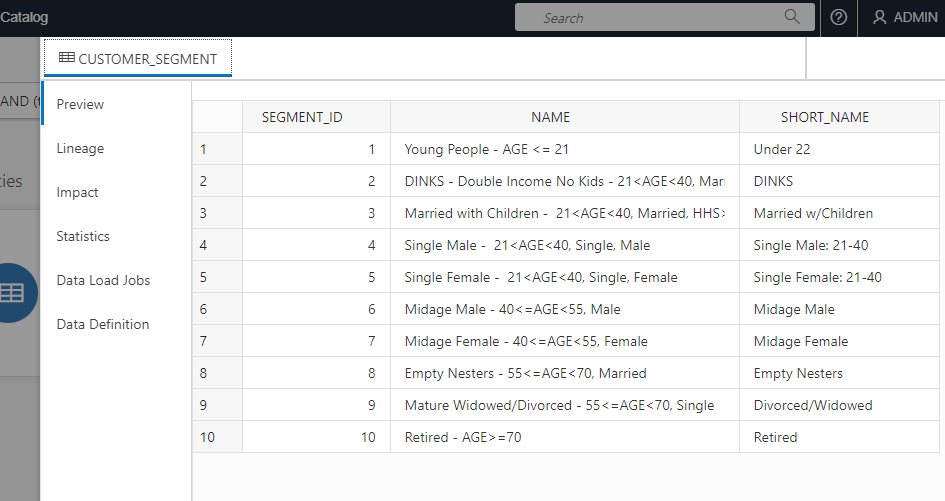 Catalog
Search
ADMIN
CUSTOMER_SEGMENT
AND (
ies
Preview
Lineage
Impact
Statistics
Data Load Jobs
Data Definition
SEGMENT_ID NAME SHORT_NAME
1 1 Young People - AGE <= 21 Under 22
2 2 DINKS - Double Income No Kids - 21<AGE<40, Mar DINKS
3 3 Married with Children - 21<AGE<40, Married, HHS> Married w/Children
4 4 Single Male - 21<AGE<40, Single, Male Single Male: 21-40
5 5 Single Female - 21<AGE<40, Single, Female Single Female: 21-40
6 6 Midage Male - 40<=AGE<55, Male Midage Male
7 7 Midage Female - 40<=AGE<55, Female Midage Female
8 8 Empty Nesters - 55<=AGE<70, Married Empty Nesters
9 9 Mature Widowed/Divorced - 55<=AGE<70, Single Divorced/Widowed
10 10 Retired - AGE>=70 Retired